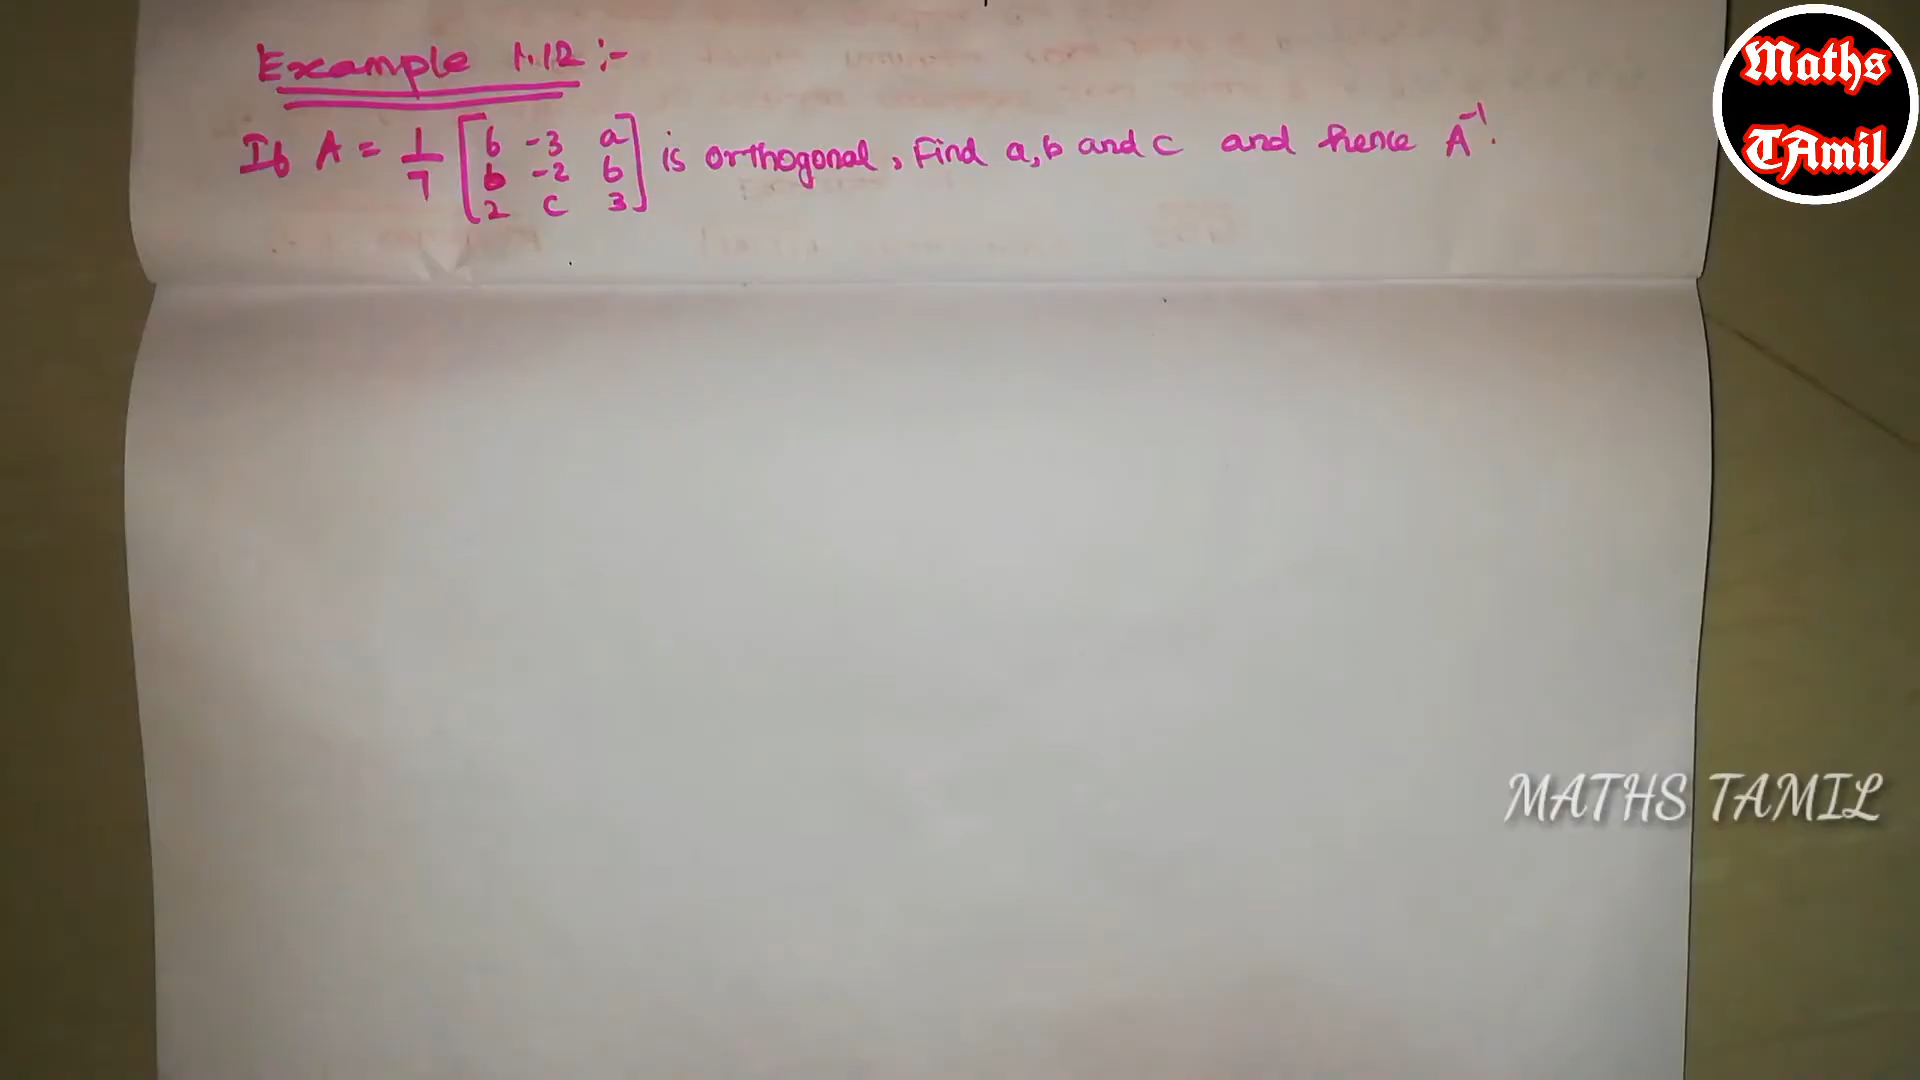 Example 1.12 :-
If A = 1/7 [6 -3 a
b -2 6
2 c 3] is orthogonal, Find a, b and c and hence A⁻¹.
Maths
TAmil
MATHS TAMIL